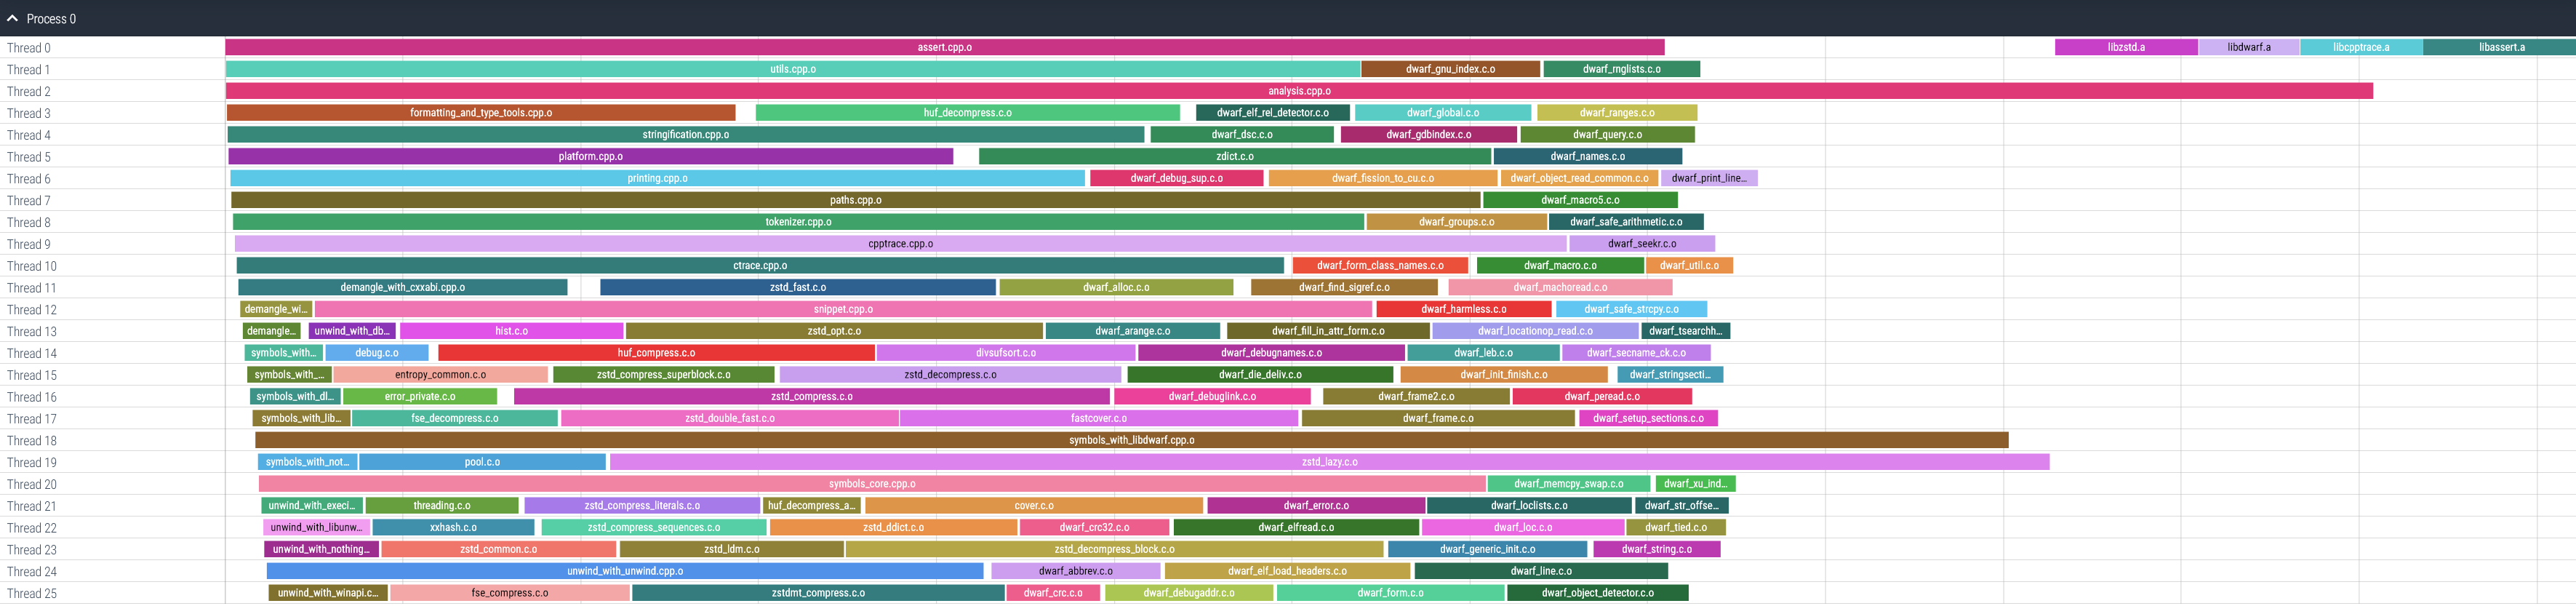 Process 0
Thread 0 assert.cpp.o libzstd.a libdwarf.a libcpptrace.a libassert.a
Thread 1 utils.cpp.o dwarf_gnu_index.c.o dwarf_rnglists.c.o
Thread 2 analysis.cpp.o
Thread 3 formatting_and_type_tools.cpp.o huf_decompress.c.o dwarf_elf_rel_detector.c.o dwarf_global.c.o dwarf_ranges.c.o
Thread 4 stringification.cpp.o dwarf_dsc.c.o dwarf_gdbindex.c.o dwarf_query.c.o
Thread 5 platform.cpp.o zdict.c.o dwarf_names.c.o
Thread 6 printing.cpp.o dwarf_debug_sup.c.o dwarf_fission_to_cu.c.o dwarf_object_read_common.c.o dwarf_print_line...
Thread 7 paths.cpp.o dwarf_macro5.c.o
Thread 8 tokenizer.cpp.o dwarf_groups.c.o dwarf_safe_arithmetic.c.o
Thread 9 cpptrace.cpp.o dwarf_seekr.c.o
Thread 10 ctrace.cpp.o dwarf_form_class_names.c.o dwarf_macro.c.o dwarf_util.c.o
Thread 11 demangle_with_cxxabi.cpp.o zstd_fast.c.o dwarf_alloc.c.o dwarf_find_sigref.c.o dwarf_machoread.c.o
Thread 12 demangle_wi... snippet.cpp.o dwarf_harmless.c.o dwarf_safe_strcpy.c.o
Thread 13 demangle... unwind_with_db... hist.c.o zstd_opt.c.o dwarf_arange.c.o dwarf_fill_in_attr_form.c.o dwarf_locationop_read.c.o dwarf_tsearchh...
Thread 14 symbols_with... debug.c.o huf_compress.c.o divsufsort.c.o dwarf_debugnames.c.o dwarf_leb.c.o dwarf_secname_ck.c.o
Thread 15 symbols_with_... entropy_common.c.o zstd_compress_superblock.c.o zstd_decompress.c.o dwarf_die_deliv.c.o dwarf_init_finish.c.o dwarf_stringsecti...
Thread 16 symbols_with_dl... error_private.c.o zstd_compress.c.o dwarf_debuglink.c.o dwarf_frame2.c.o dwarf_peread.c.o
Thread 17 symbols_with_lib... fse_decompress.c.o zstd_double_fast.c.o fastcover.c.o dwarf_frame.c.o dwarf_setup_sections.c.o
Thread 18 symbols_with_libdwarf.cpp.o
Thread 19 symbols_with_not... pool.c.o zstd_lazy.c.o
Thread 20 symbols_core.cpp.o dwarf_memcpy_swap.c.o dwarf_xu_ind...
Thread 21 unwind_with_execi... threading.c.o zstd_compress_literals.c.o huf_decompress_a... cover.c.o dwarf_error.c.o dwarf_loclists.c.o dwarf_str_offse...
Thread 22 unwind_with_libunw... xxhash.c.o zstd_compress_sequences.c.o zstd_ddict.c.o dwarf_crc32.c.o dwarf_elfread.c.o dwarf_loc.c.o dwarf_tied.c.o
Thread 23 unwind_with_nothing... zstd_common.c.o zstd_ldm.c.o zstd_decompress_block.c.o dwarf_generic_init.c.o dwarf_string.c.o
Thread 24 unwind_with_unwind.cpp.o dwarf_abbrev.c.o dwarf_elf_load_headers.c.o dwarf_line.c.o
Thread 25 unwind_with_winapi.c... fse_compress.c.o zstdmt_compress.c.o dwarf_crc.c.o dwarf_debugaddr.c.o dwarf_form.c.o dwarf_object_detector.c.o